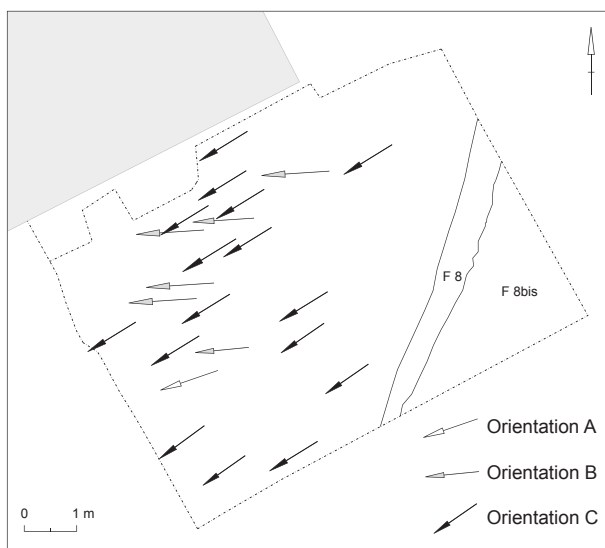 F 8
F 8bis
Orientation A
Orientation B
Orientation C
0 1 m